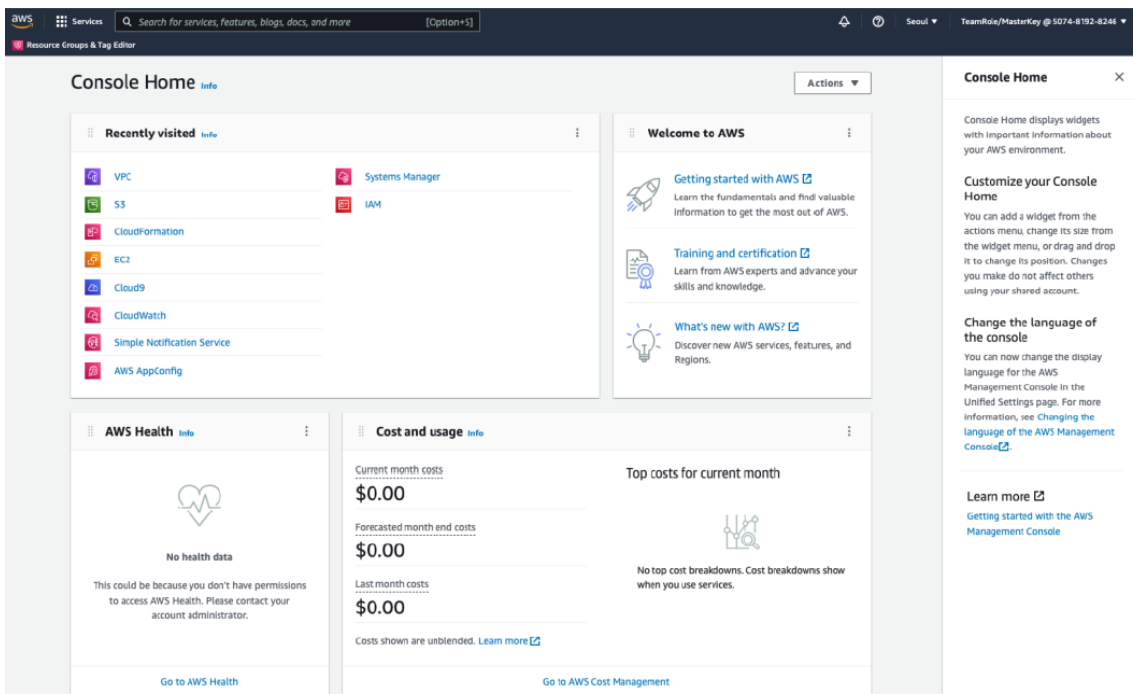 aws
Services
Search for services, features, blogs, docs, and more
[Option+S]
Seoul ▼
TeamRole/MasterKey @ 5074-8192-8246 ▼
Resource Groups & Tag Editor
Console Home Info
Actions ▼
Recently visited Info
VPC
S3
CloudFormation
EC2
Cloud9
CloudWatch
Simple Notification Service
AWS AppConfig
Systems Manager
IAM
Welcome to AWS
Getting started with AWS
Learn the fundamentals and find valuable
information to get the most out of AWS.
Training and certification
Learn from AWS experts and advance your
skills and knowledge.
What's new with AWS?
Discover new AWS services, features, and
Regions.
AWS Health Info
No health data
This could be because you don't have permissions
to access AWS Health. Please contact your
account administrator.
Go to AWS Health
Cost and usage Info
Current month costs
$0.00
Forecasted month end costs
$0.00
Last month costs
$0.00
Costs shown are unblended. Learn more
Top costs for current month
No top cost breakdowns. Cost breakdowns show
when you use services.
Go to AWS Cost Management
Console Home
Console Home displays widgets
with important information about
your AWS environment.
Customize your Console
Home
You can add a widget from the
actions menu, change its size from
the widget menu, or drag and drop
it to change its position. Changes
you make do not affect others
using your shared account.
Change the language of
the console
You can now change the display
language for the AWS
Management Console in the
Unified Settings page. For more
information, see Changing the
language of the AWS Management
Console.
Learn more
Getting started with the AWS
Management Console